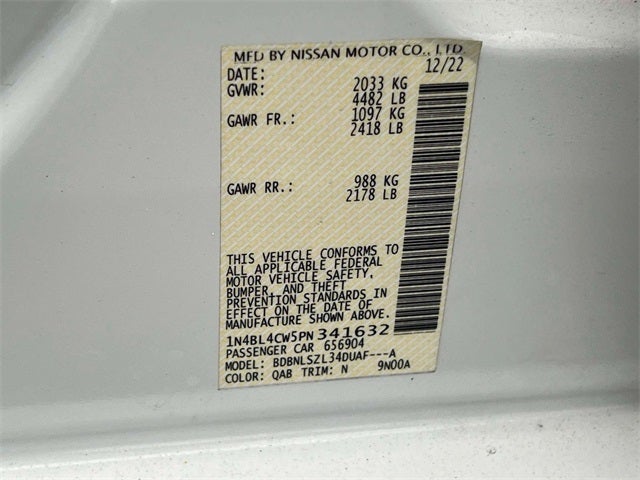 MFD BY NISSAN MOTOR CO., LTD.
DATE: 12/22
GVWR: 2033 KG
4482 LB
GAWR FR.: 1097 KG
2418 LB
GAWR RR.: 988 KG
2178 LB
THIS VEHICLE CONFORMS TO
ALL APPLICABLE FEDERAL
MOTOR VEHICLE SAFETY,
BUMPER, AND THEFT
PREVENTION STANDARDS IN
EFFECT ON THE DATE OF
MANUFACTURE SHOWN ABOVE.
1N4BL4CW5PN341632
PASSENGER CAR 656904
MODEL: BDBNLSZL34DUAF---A
COLOR: QAB TRIM: N 9N00A